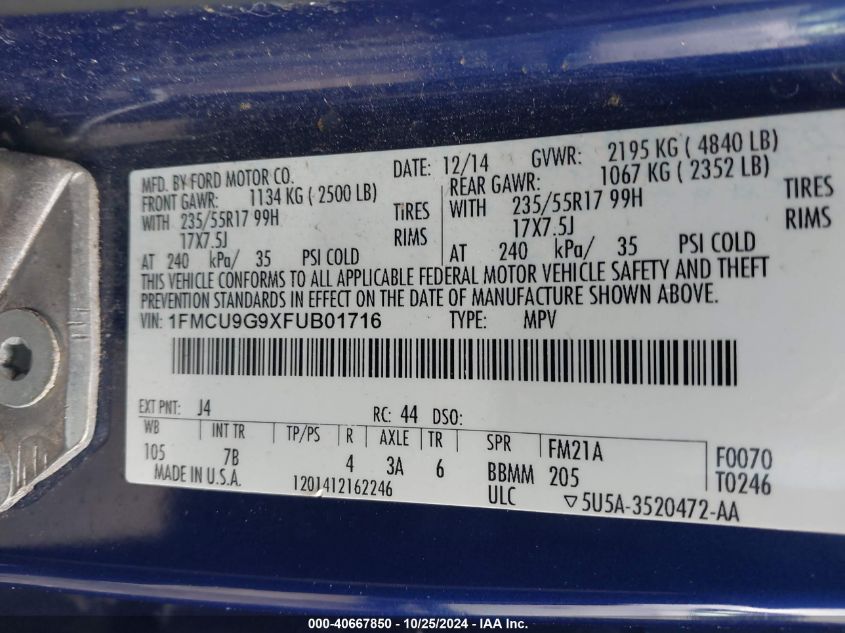 MFD. BY FORD MOTOR CO. DATE: 12/14 GVWR: 2195 KG ( 4840 LB)
FRONT GAWR: 1134 KG ( 2500 LB) REAR GAWR: 1067 KG ( 2352 LB)
WITH 235/55R17 99H TIRES WITH 235/55R17 99H TIRES
17X7.5J RIMS 17X7.5J RIMS
AT 240 kPa/ 35 PSI COLD AT 240 kPa/ 35 PSI COLD
THIS VEHICLE CONFORMS TO ALL APPLICABLE FEDERAL MOTOR VEHICLE SAFETY AND THEFT
PREVENTION STANDARDS IN EFFECT ON THE DATE OF MANUFACTURE SHOWN ABOVE.
VIN: 1FMCU9G9XFUB01716 TYPE: MPV
EXT PNT: J4 RC: 44 DSO:
WB INT TR TP/PS R AXLE TR SPR FM21A F0070
105 7B 4 3A 6 BBMM 205 T0246
MADE IN U.S.A. 1201412162246 ULC ▽5U5A-3520472-AA
000-40667850 - 10/25/2024 - IAA Inc.